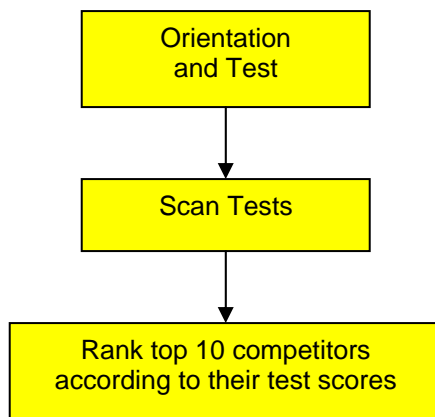 Orientation
and Test
Scan Tests
Rank top 10 competitors
according to their test scores